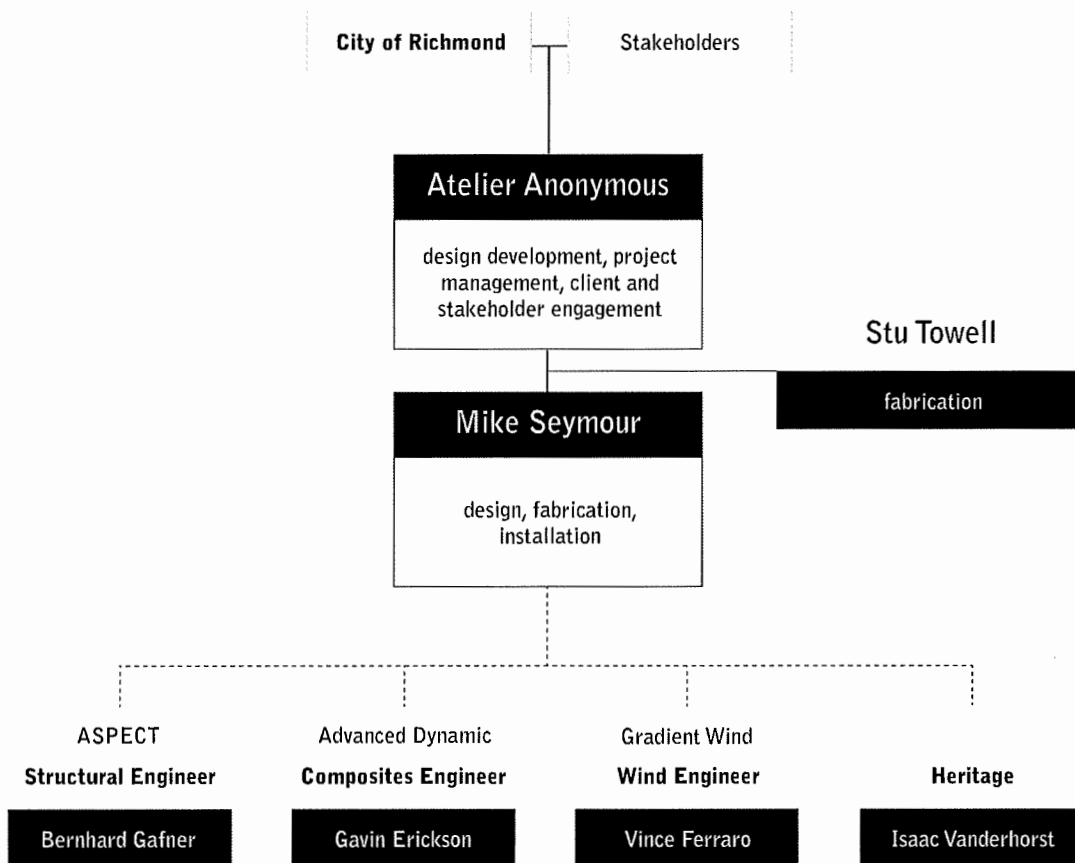 City of Richmond
Stakeholders
Atelier Anonymous
design development, project
management, client and
stakeholder engagement
Stu Towell
fabrication
Mike Seymour
design, fabrication,
installation
ASPECT
Structural Engineer
Bernhard Gafner
Advanced Dynamic
Composites Engineer
Gavin Erickson
Gradient Wind
Wind Engineer
Vince Ferraro
Heritage
Isaac Vanderhorst